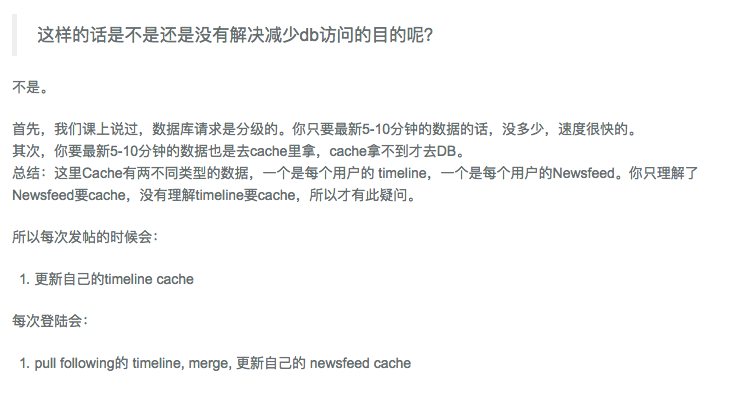 这样的话是不是还是没有解决减少db访问的目的呢?
不是。
首先，我们课上说过，数据库请求是分级的。你只要最新5-10分钟的数据的话，没多少，速度很快的。
其次，你要最新5-10分钟的数据也是去cache里拿，cache拿不到才去DB。
总结：这里Cache有两不同类型的数据，一个是每个用户的 timeline，一个是每个用户的Newsfeed。你只理解了
Newsfeed要cache，没有理解timeline要cache，所以才有此疑问。
所以每次发帖的时候会：
1. 更新自己的timeline cache
每次登陆会：
1. pull following的 timeline, merge, 更新自己的 newsfeed cache